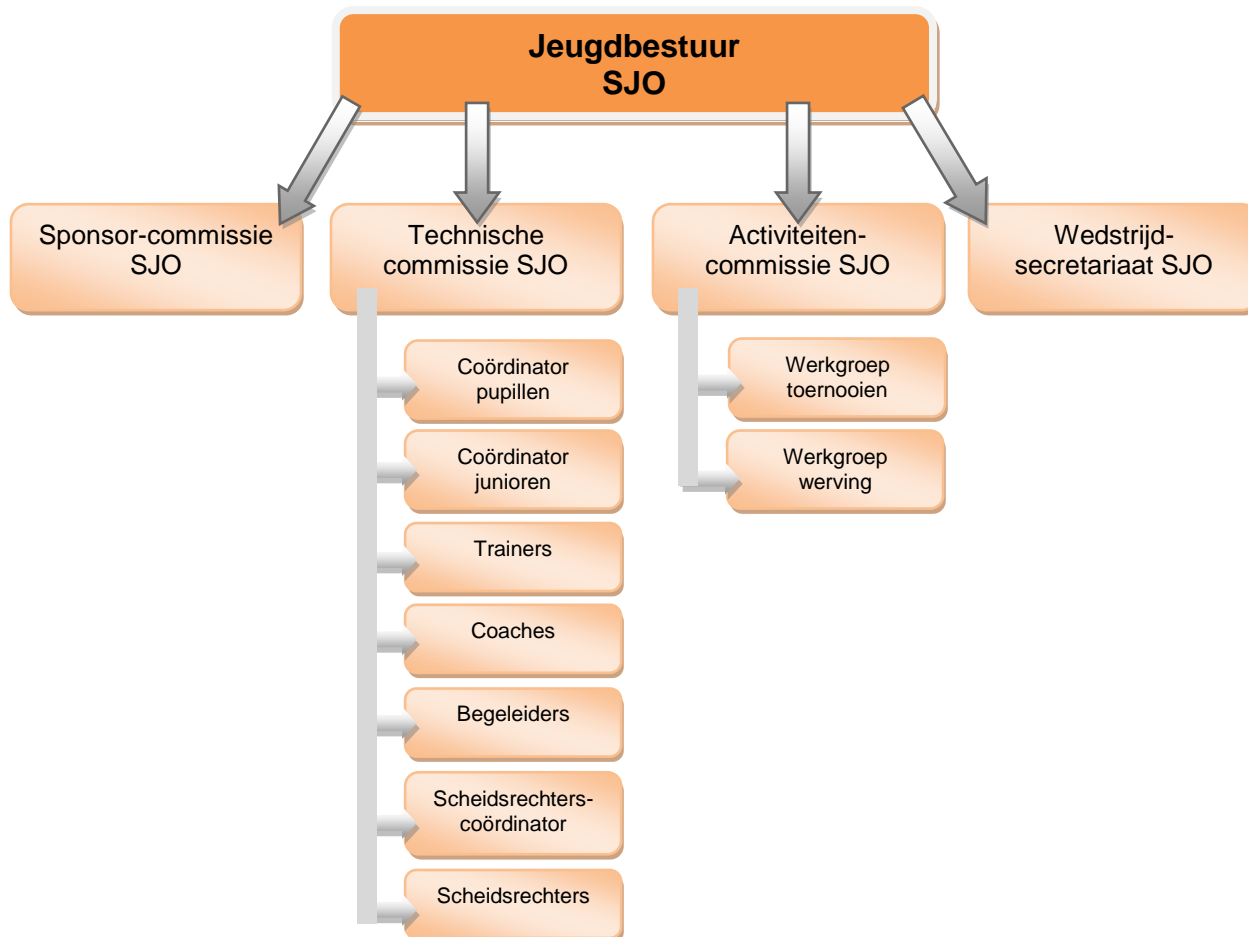 Jeugdbestuur
SJO
Sponsor-commissie
SJO
Technische
commissie SJO
Activiteiten-
commissie SJO
Wedstrijd-
secretariaat SJO
Coördinator
pupillen
Coördinator
junioren
Trainers
Coaches
Begeleiders
Scheidsrechters-
coördinator
Scheidsrechters
Werkgroep
toernooien
Werkgroep
werving